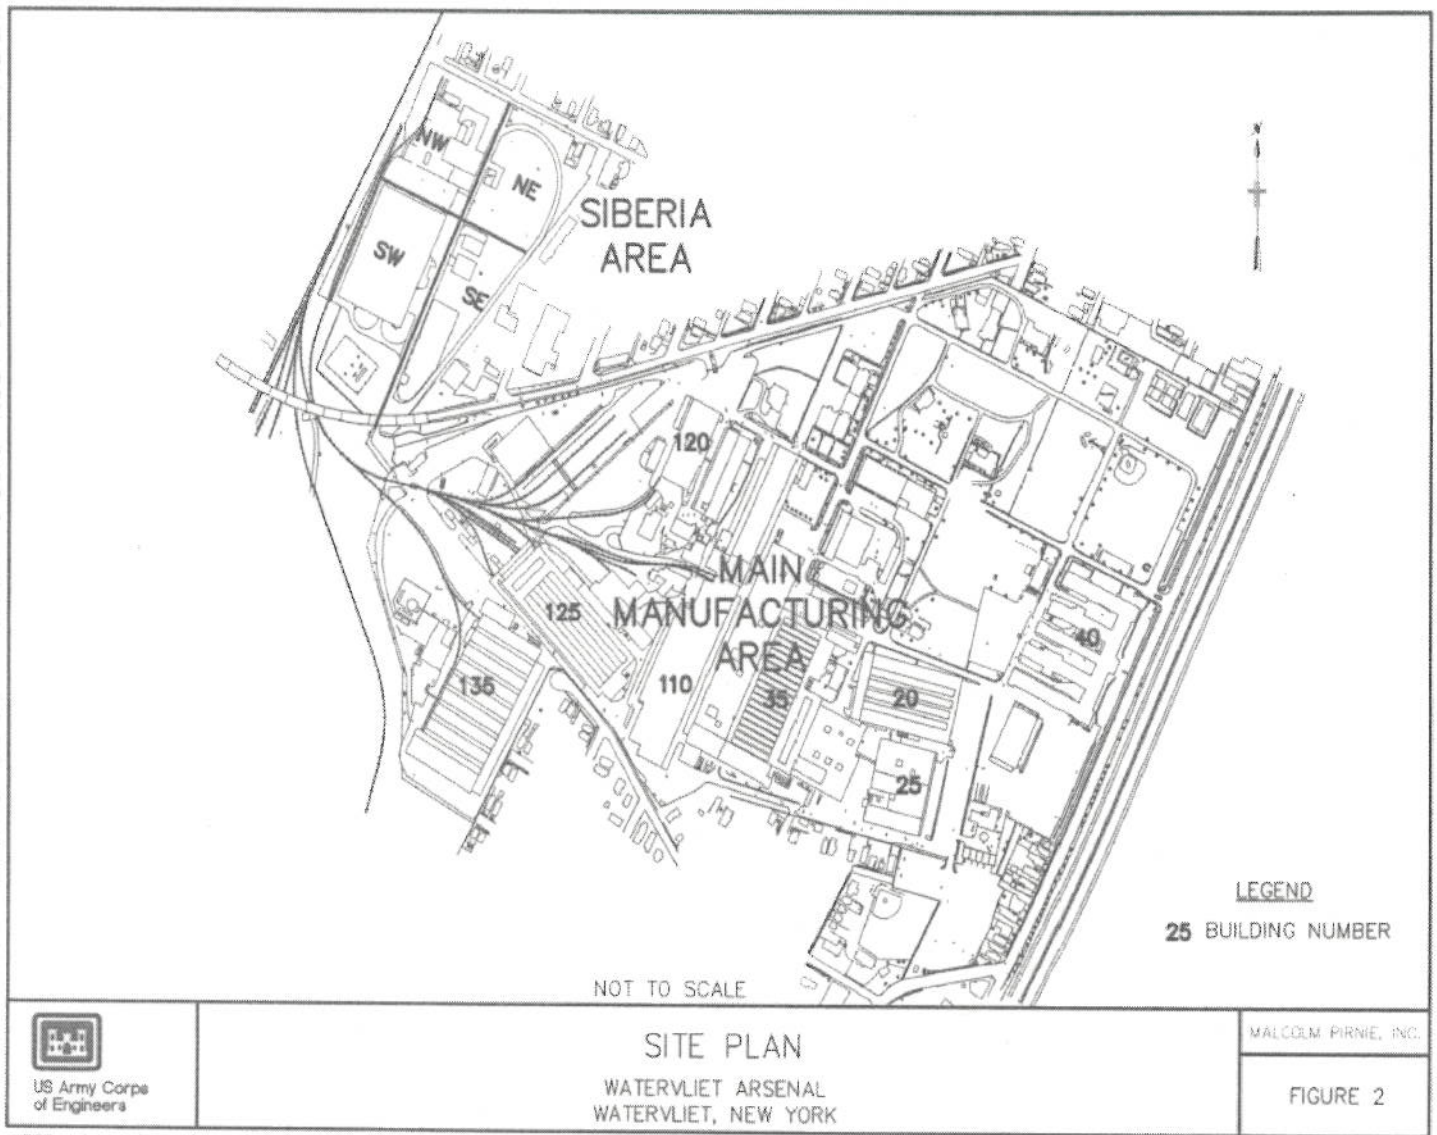 NW
NE
SIBERIA
AREA
SW
SE
120
MAIN
MANUFACTURING
AREA
125
40
135
110
35
20
25
LEGEND
25 BUILDING NUMBER
NOT TO SCALE
US Army Corps
of Engineers
SITE PLAN
WATERVLIET ARSENAL
WATERVLIET, NEW YORK
MALCOLM PIRNIE, INC.
FIGURE 2